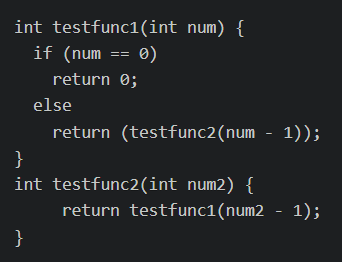 int testfunc1(int num) {
  if (num == 0)
    return 0;
  else
    return (testfunc2(num - 1));
}
int testfunc2(int num2) {
     return testfunc1(num2 - 1);
}